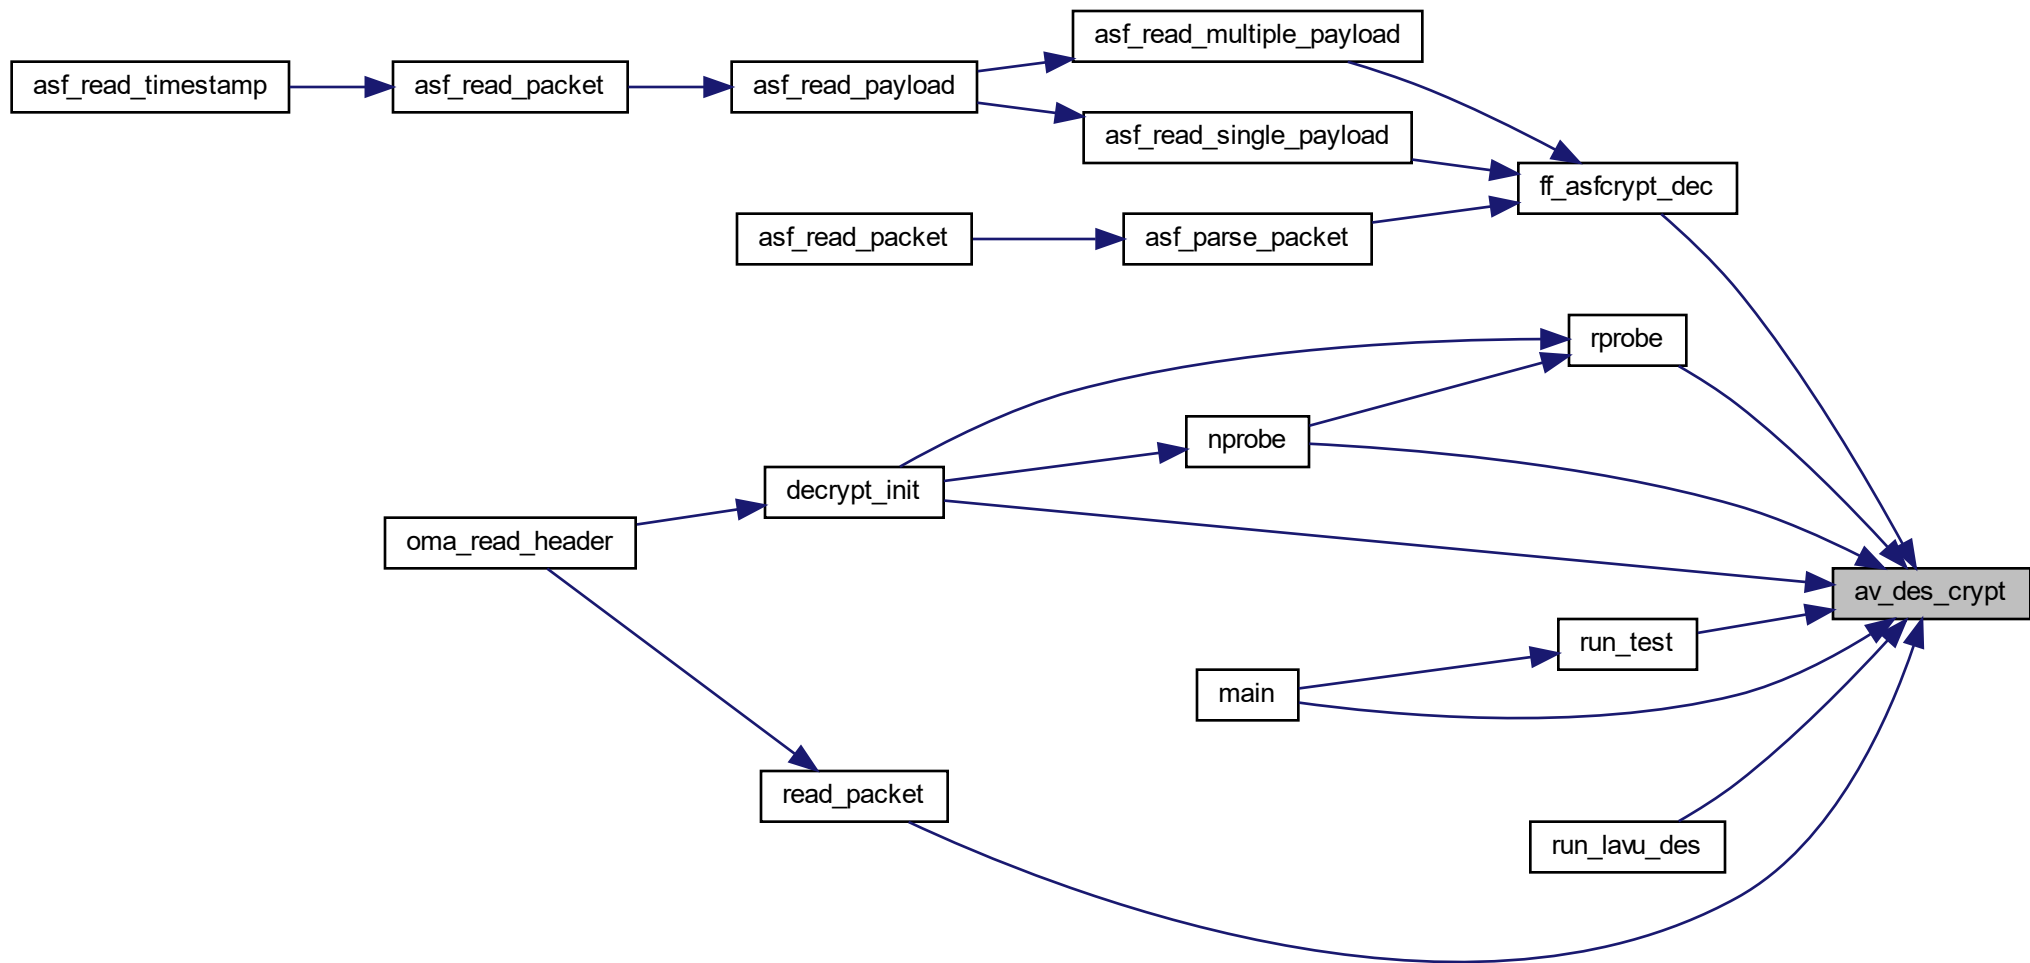 asf_read_multiple_payload
asf_read_timestamp
asf_read_packet
asf_read_payload
asf_read_single_payload
ff_asfcrypt_dec
asf_read_packet
asf_parse_packet
rprobe
nprobe
decrypt_init
oma_read_header
av_des_crypt
run_test
main
read_packet
run_lavu_des